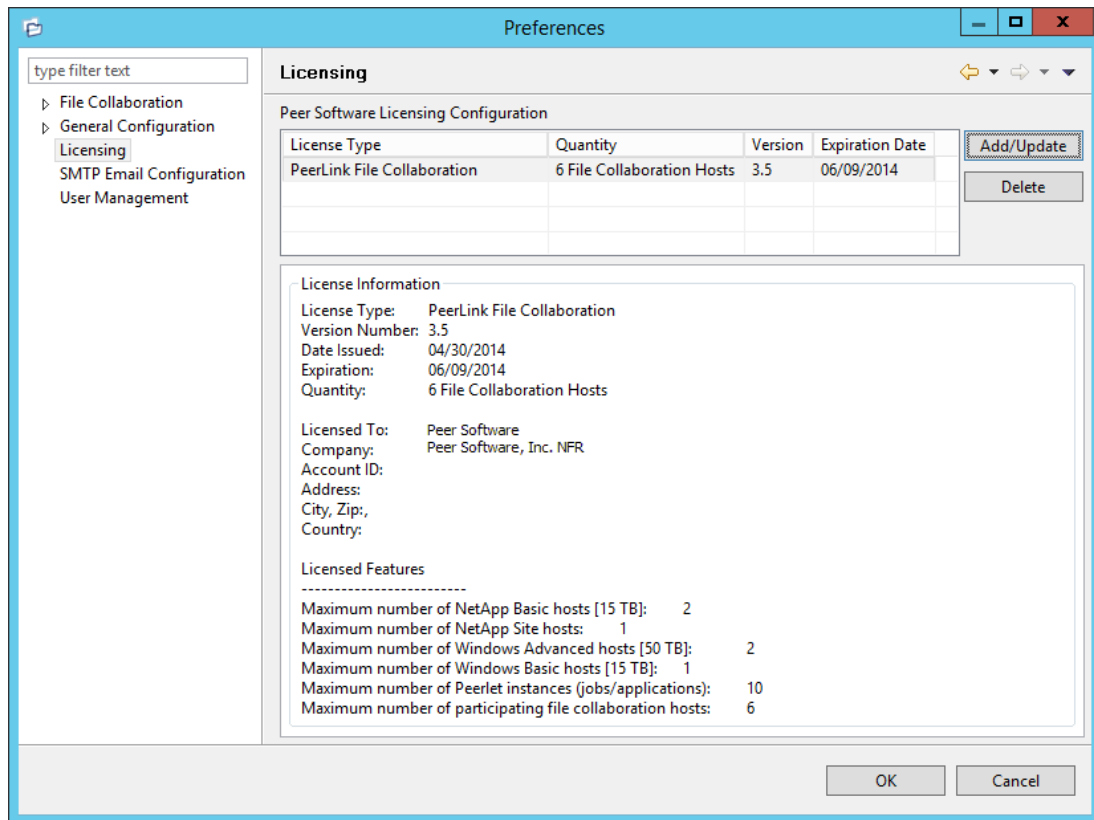 Preferences
X
type filter text
File Collaboration
General Configuration
Licensing
SMTP Email Configuration
User Management
Licensing
Peer Software Licensing Configuration
License Type Quantity Version Expiration Date
PeerLink File Collaboration 6 File Collaboration Hosts 3.5 06/09/2014
Add/Update
Delete
License Information
License Type: PeerLink File Collaboration
Version Number: 3.5
Date Issued: 04/30/2014
Expiration: 06/09/2014
Quantity: 6 File Collaboration Hosts
Licensed To: Peer Software
Company: Peer Software, Inc. NFR
Account ID:
Address:
City, Zip:,
Country:
Licensed Features
-------------------------
Maximum number of NetApp Basic hosts [15 TB]: 2
Maximum number of NetApp Site hosts: 1
Maximum number of Windows Advanced hosts [50 TB]: 2
Maximum number of Windows Basic hosts [15 TB]: 1
Maximum number of Peerlet instances (jobs/applications): 10
Maximum number of participating file collaboration hosts: 6
OK Cancel